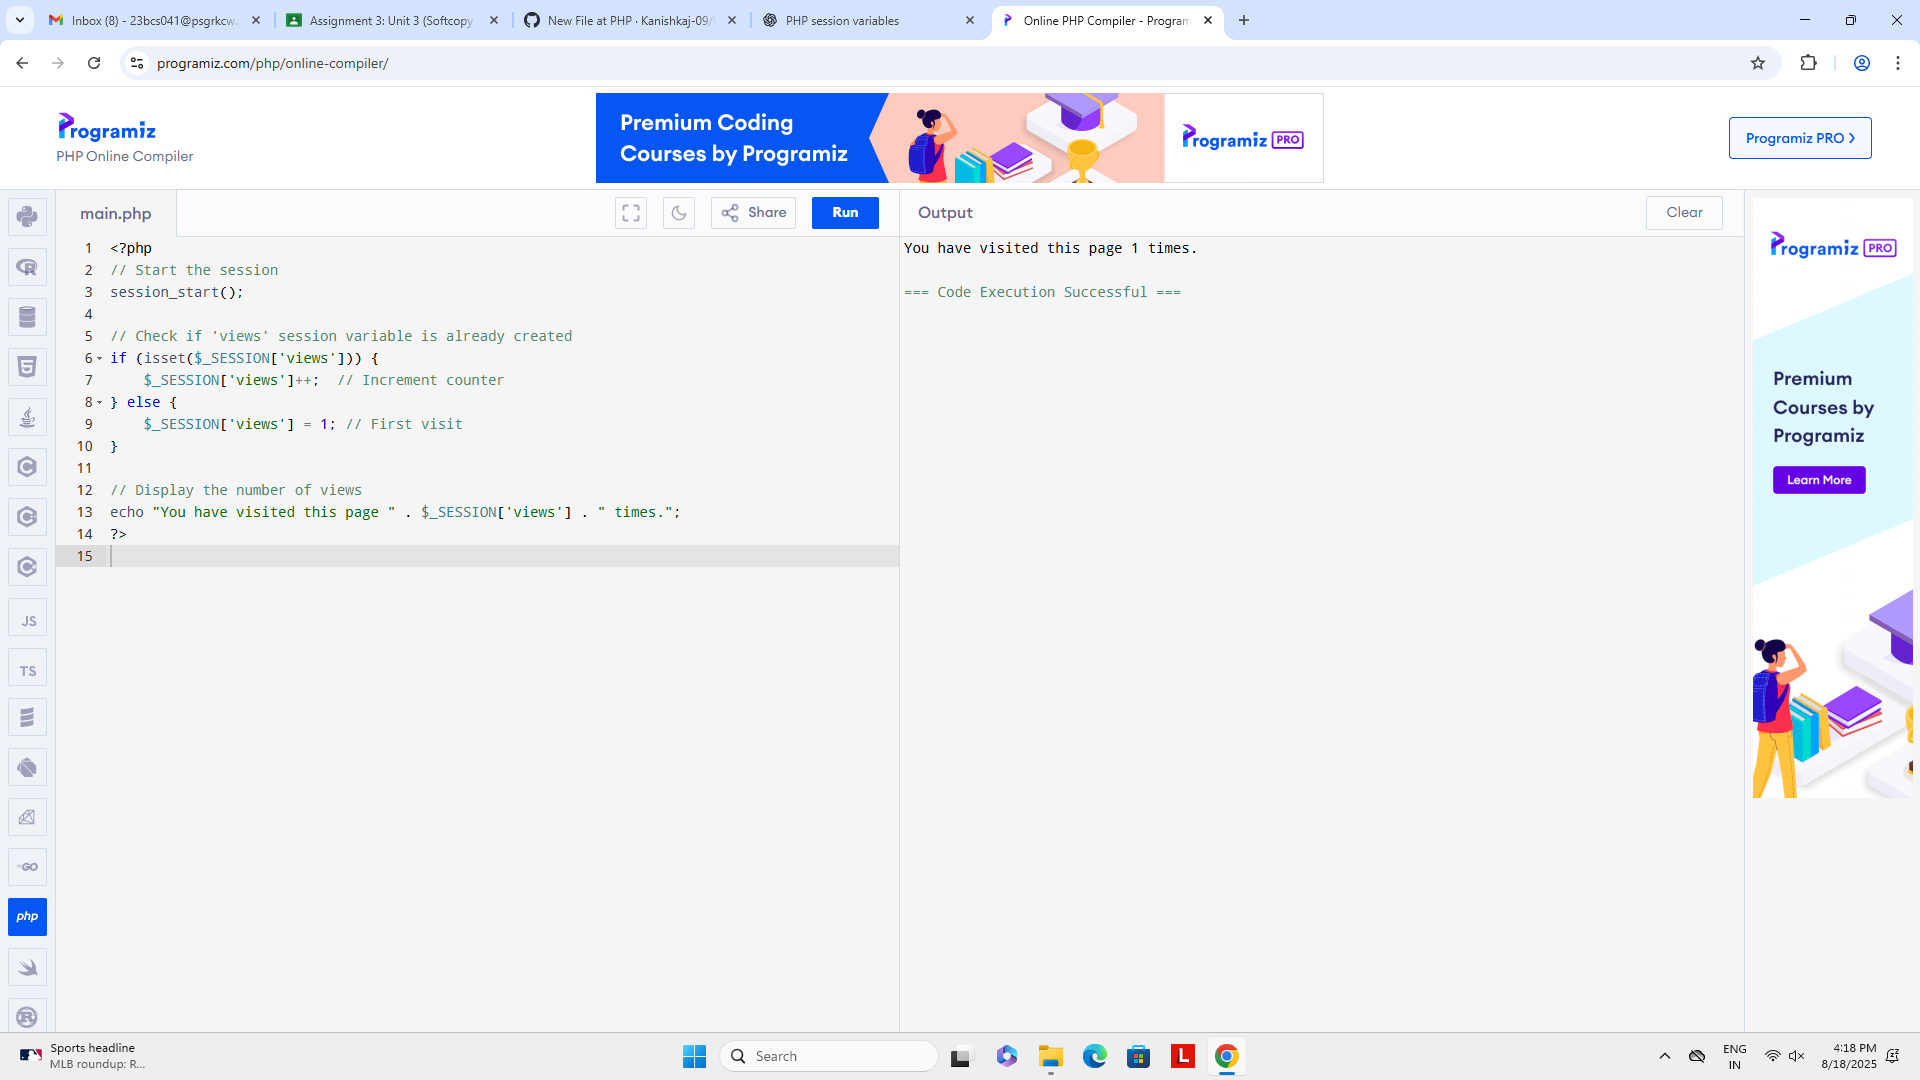 Inbox (8) - 23bcs041@psgrkcw.
Assignment 3: Unit 3 (Softcopy
New File at PHP · Kanishkaj-09/
PHP session variables
Online PHP Compiler - Program
programiz.com/php/online-compiler/
Programiz
PHP Online Compiler
Premium Coding
Courses by Programiz
Programiz PRO
Programiz PRO
main.php
Share
Run
Output
Clear
1 <?php
2 // Start the session
3 session_start();
4
5 // Check if 'views' session variable is already created
6 if (isset($_SESSION['views'])) {
7 $_SESSION['views']++; // Increment counter
8 } else {
9 $_SESSION['views'] = 1; // First visit
10 }
11
12 // Display the number of views
13 echo "You have visited this page " . $_SESSION['views'] . " times.";
14 ?>
15
You have visited this page 1 times.
=== Code Execution Successful ===
Programiz PRO
Premium
Courses by
Programiz
Learn More
JS
TS
GO
php
Sports headline
MLB roundup: R...
Search
L
ENG
IN
4:18 PM
8/18/2025